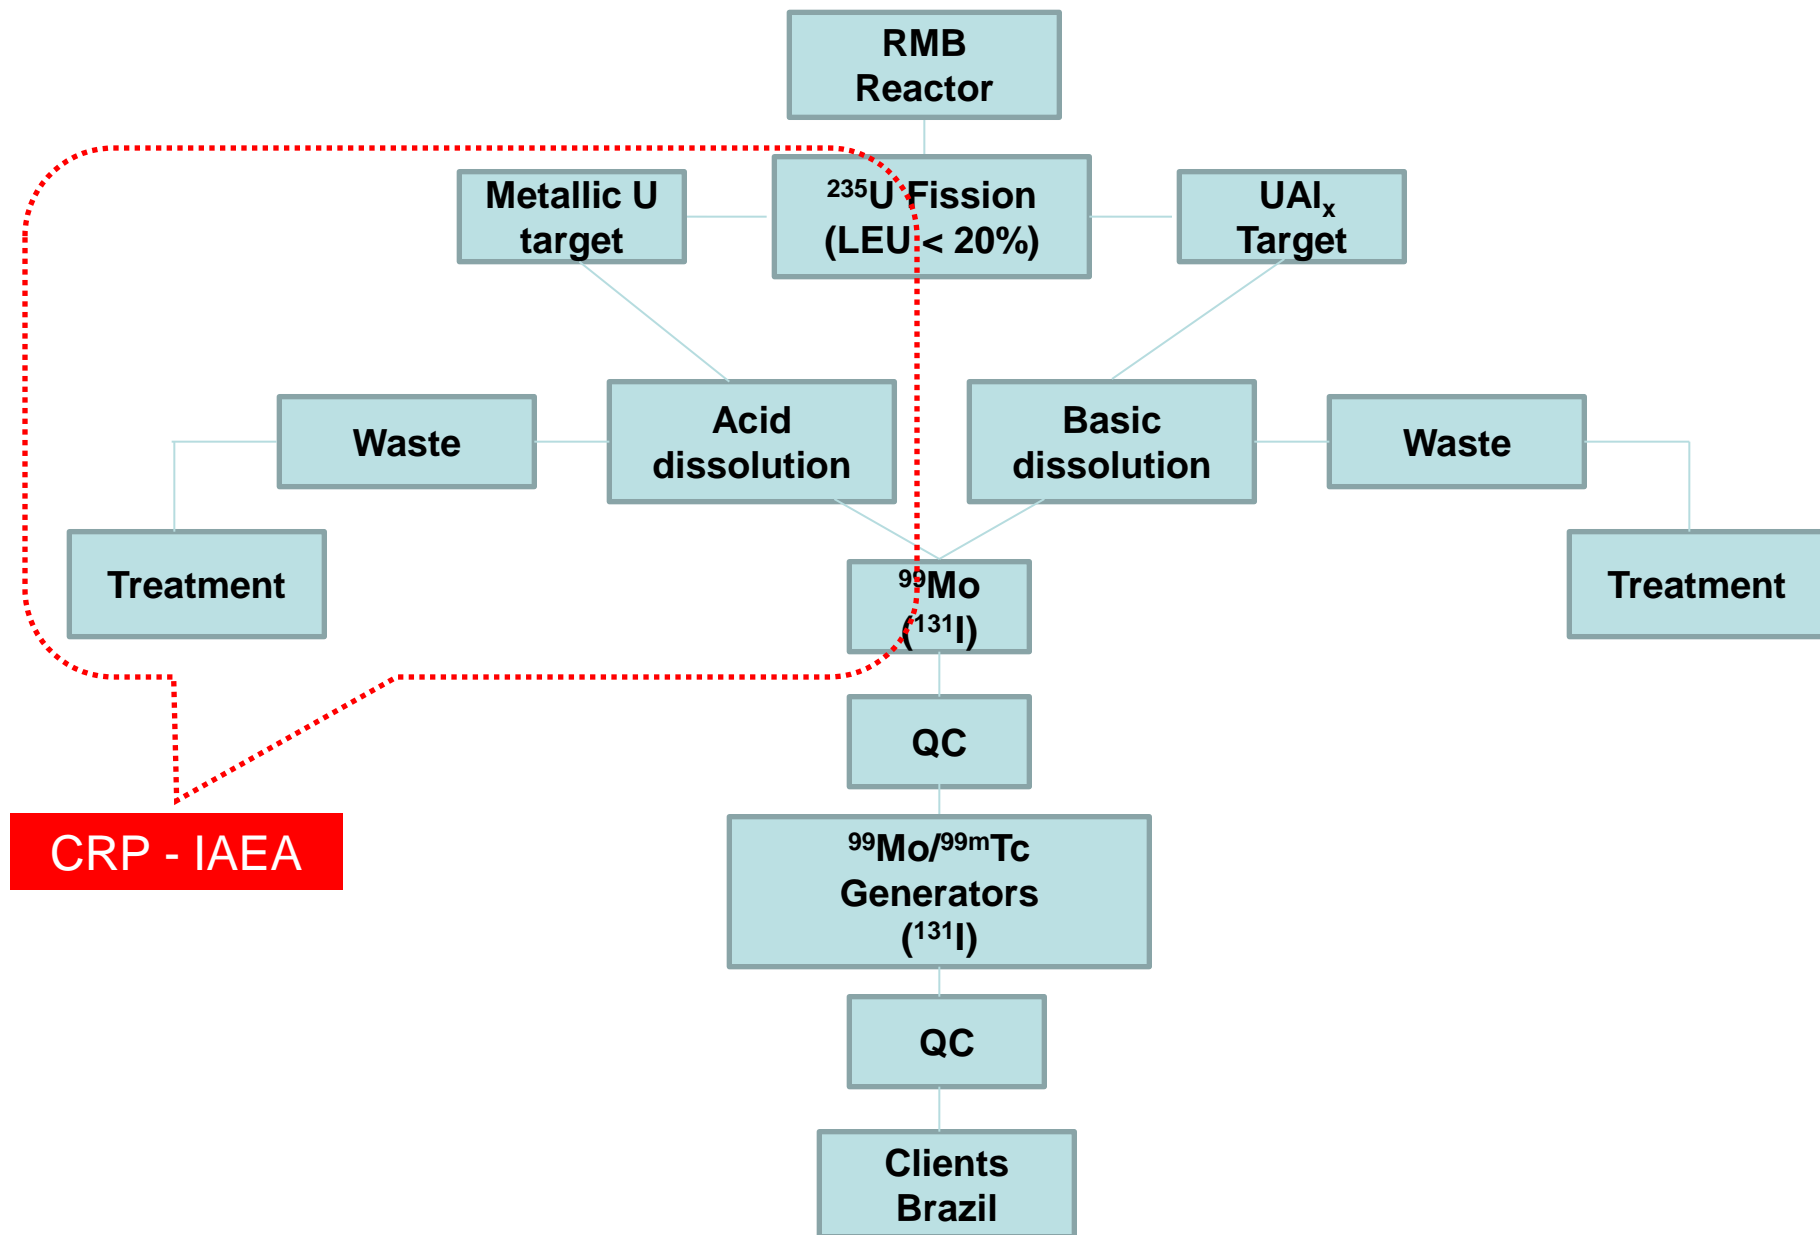 RMB
Reactor
Metallic U
target
²³⁵U Fission
(LEU < 20%)
UAlₓ
Target
Waste
Acid
dissolution
Basic
dissolution
Waste
Treatment
⁹⁹Mo
(¹³¹I)
Treatment
QC
CRP - IAEA
⁹⁹Mo/⁹⁹ᵐTc
Generators
(¹³¹I)
QC
Clients
Brazil